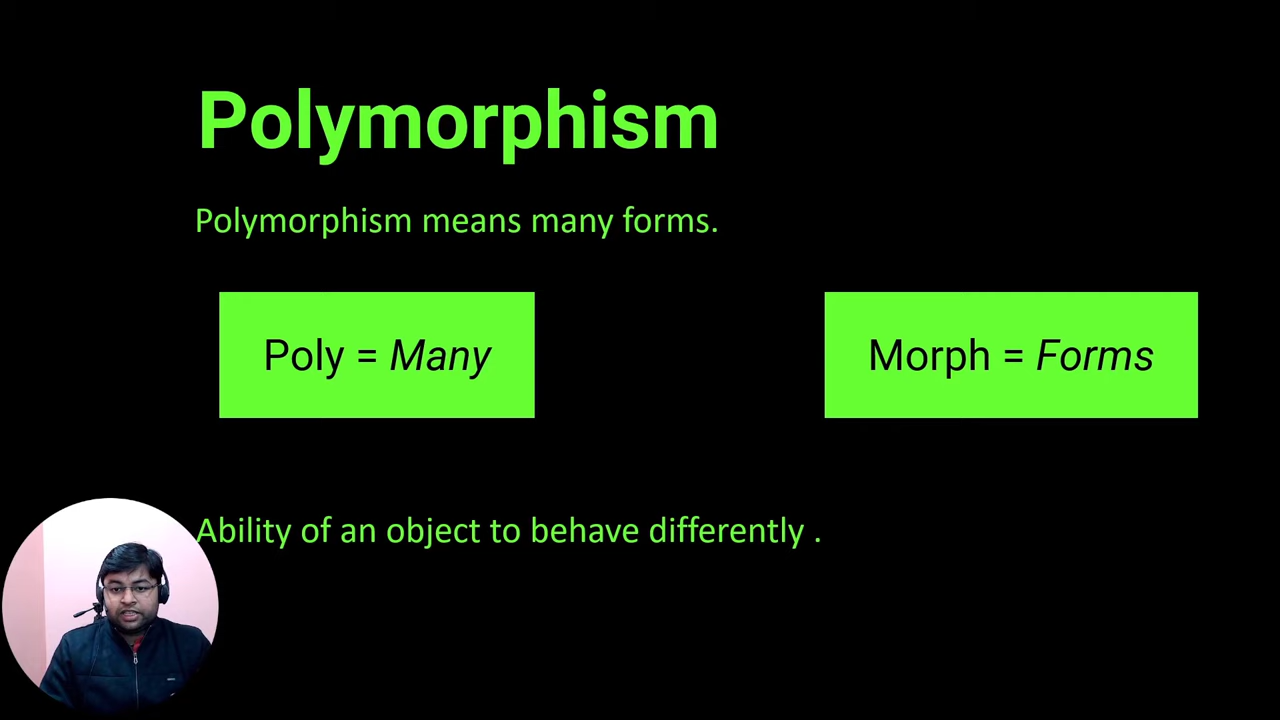 Polymorphism
Polymorphism means many forms.
Poly = Many
Morph = Forms
Ability of an object to behave differently .